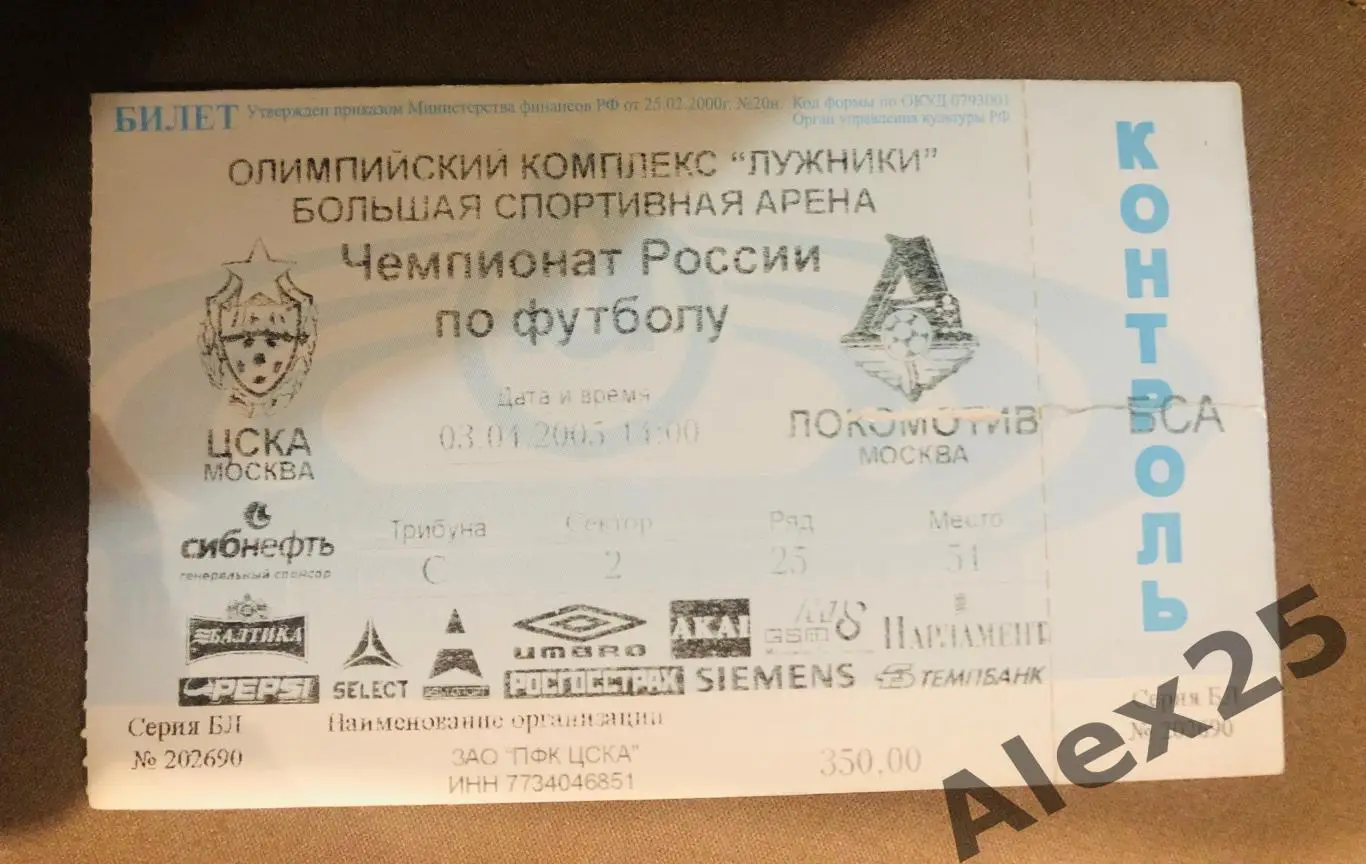 БИЛЕТ Утвержден приказом Министерства финансов РФ от 25.02.2000г. №20н. Код формы по ОКУД 0793001
Орган управления культуры РФ
ОЛИМПИЙСКИЙ КОМПЛЕКС "ЛУЖНИКИ"
БОЛЬШАЯ СПОРТИВНАЯ АРЕНА
Чемпионат России
по футболу
Дата и время
03.04.2005 14:00
ЦСКА
МОСКВА
ЛОКОМОТИВ
МОСКВА
БСА
КОНТРОЛЬ
сибнефть
генеральный спонсор
Трибуна Сектор Ряд Место
С 2 25 51
БАЛТИКА
umbro
AKAI
GSM
ПАРЛАМЕНТ
PEPSI
SELECT
РОСГОССТРАХ
SIEMENS
ТЕМПБАНК
Серия БЛ
№ 202690
Наименование организации
ЗАО "ПФК ЦСКА"
ИНН 7734046851
350.00
Серия БЛ
№ 202690
Alex25